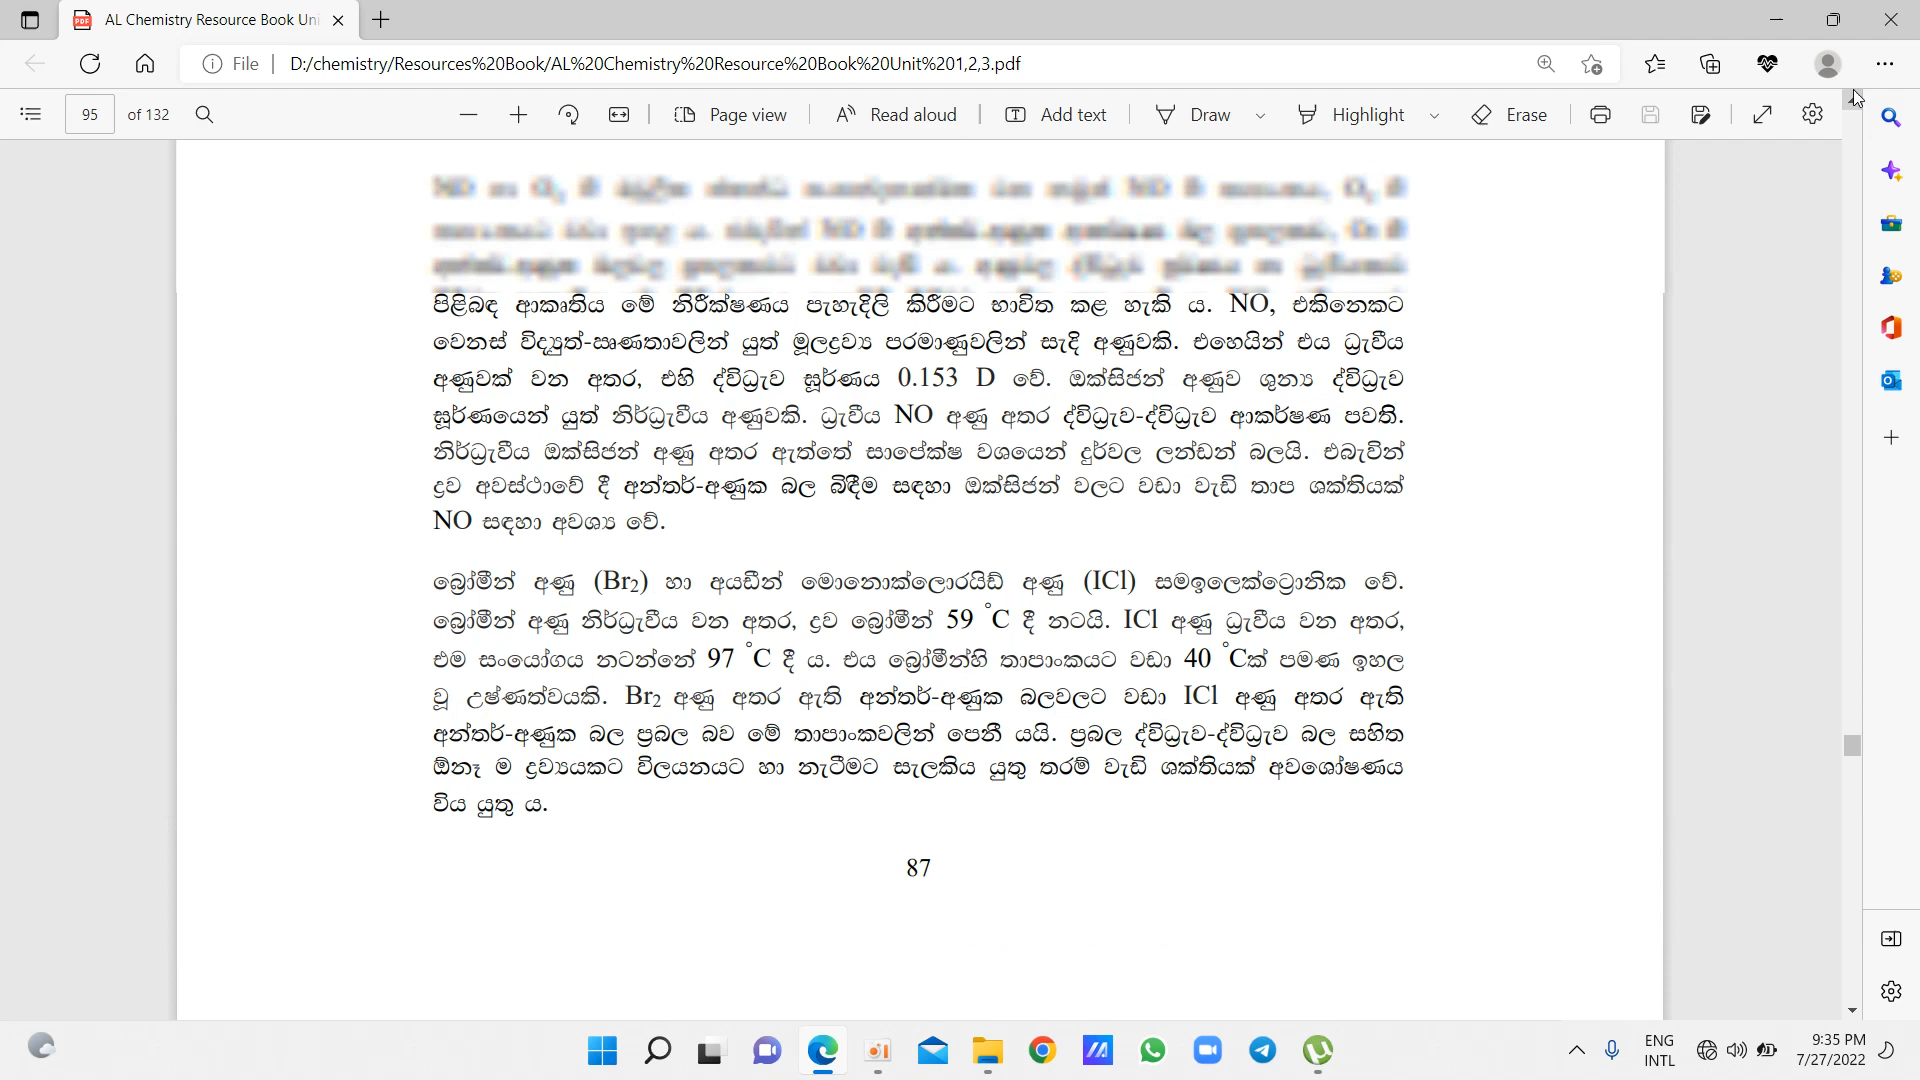 AL Chemistry Resource Book Uni
File
D:/chemistry/Resources%20Book/AL%20Chemistry%20Resource%20Book%20Unit%201,2,3.pdf
95 of 132
Page view
Read aloud
Add text
Draw
Highlight
Erase
පිළිබඳ ආකෘතිය මේ නිරීක්ෂණය පැහැදිලි කිරීමට භාවිත කළ හැකි ය. NO, එකිනෙකට
වෙනස් විද්‍යුත්-ඍණතාවලින් යුත් මූලද්‍රව්‍ය පරමාණුවලින් සැදි අණුවකි. එහෙයින් එය ධ්‍රැවීය
අණුවක් වන අතර, එහි ද්විධ්‍රැව ඝූර්ණය 0.153 D වේ. ඔක්සිජන් අණුව ශුන්‍ය ද්විධ්‍රැව
ඝූර්ණයෙන් යුත් නිර්ධ්‍රැවීය අණුවකි. ධ්‍රැවීය NO අණු අතර ද්විධ්‍රැව-ද්විධ්‍රැව ආකර්ෂණ පවතී.
නිර්ධ්‍රැවීය ඔක්සිජන් අණු අතර ඇත්තේ සාපේක්ෂ වශයෙන් දුර්වල ලන්ඩන් බලයි. එබැවින්
ද්‍රව අවස්ථාවේ දී අන්තර්-අණුක බල බිඳීම සඳහා ඔක්සිජන් වලට වඩා වැඩි තාප ශක්තියක්
NO සඳහා අවශ්‍ය වේ.
බ්‍රෝමීන් අණු (Br₂) හා අයඩීන් මොනොක්ලොරයිඩ් අණු (ICl) සමඉලෙක්ට්‍රොනික වේ.
බ්‍රෝමීන් අණු නිර්ධ්‍රැවීය වන අතර, ද්‍රව බ්‍රෝමීන් 59 °C දී නටයි. ICl අණු ධ්‍රැවීය වන අතර,
එම සංයෝගය නටන්නේ 97 °C දී ය. එය බ්‍රෝමීන්හි තාපාංකයට වඩා 40 °Cක් පමණ ඉහල
වූ උෂ්ණත්වයකි. Br₂ අණු අතර ඇති අන්තර්-අණුක බලවලට වඩා ICl අණු අතර ඇති
අන්තර්-අණුක බල ප්‍රබල බව මේ තාපාංකවලින් පෙනී යයි. ප්‍රබල ද්විධ්‍රැව-ද්විධ්‍රැව බල සහිත
ඕනෑ ම ද්‍රව්‍යයකට විලයනයට හා නැටීමට සැලකිය යුතු තරම් වැඩි ශක්තියක් අවශෝෂණය
විය යුතු ය.
87
ENG
INTL
9:35 PM
7/27/2022